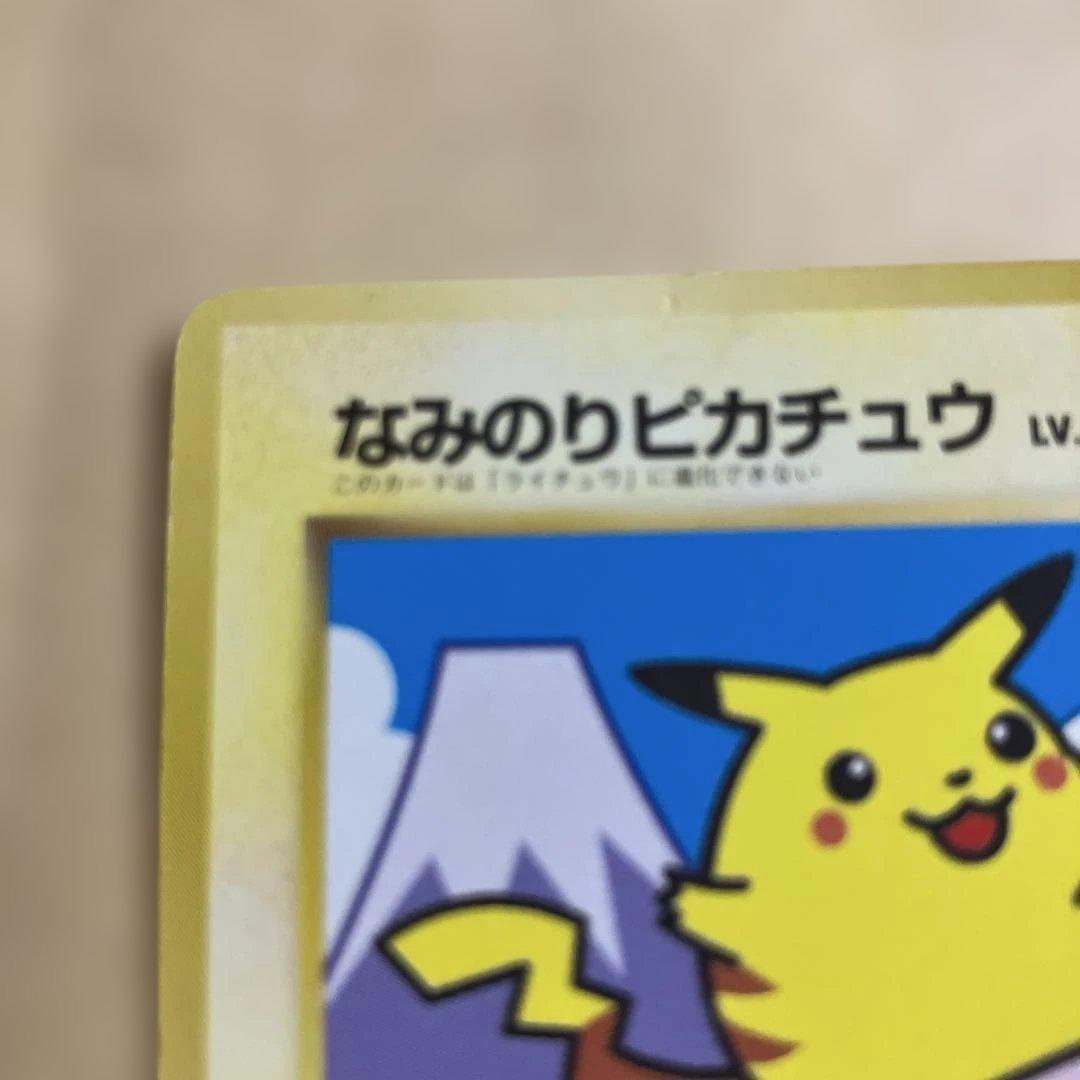 なみのりピカチュウ LV.
このカードは「ライチュウ」に進化できない